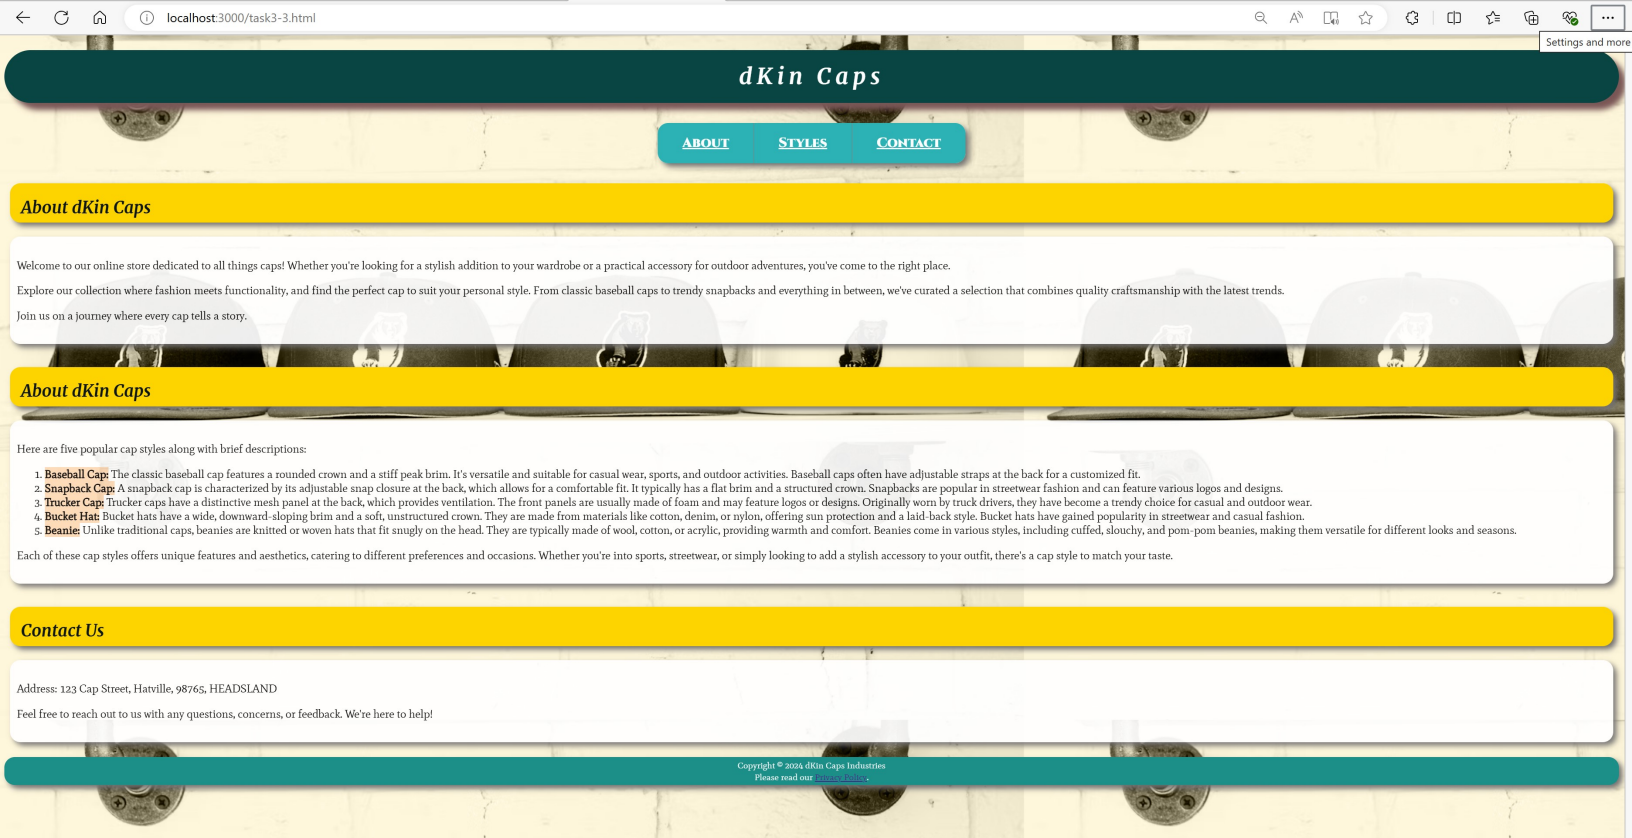 localhost:3000/task3-3.html
Settings and more
dKin Caps
About Styles Contact
About dKin Caps
Welcome to our online store dedicated to all things caps! Whether you're looking for a stylish addition to your wardrobe or a practical accessory for outdoor adventures, you've come to the right place.
Explore our collection where fashion meets functionality, and find the perfect cap to suit your personal style. From classic baseball caps to trendy snapbacks and everything in between, we've curated a selection that combines quality craftsmanship with the latest trends.
Join us on a journey where every cap tells a story.
About dKin Caps
Here are five popular cap styles along with brief descriptions:
1. Baseball Cap: The classic baseball cap features a rounded crown and a stiff peak brim. It's versatile and suitable for casual wear, sports, and outdoor activities. Baseball caps often have adjustable straps at the back for a customized fit.
2. Snapback Cap: A snapback cap is characterized by its adjustable snap closure at the back, which allows for a comfortable fit. It typically has a flat brim and a structured crown. Snapbacks are popular in streetwear fashion and can feature various logos and designs.
3. Trucker Cap: Trucker caps have a distinctive mesh panel at the back, which provides ventilation. The front panels are usually made of foam and may feature logos or designs. Originally worn by truck drivers, they have become a trendy choice for casual and outdoor wear.
4. Bucket Hat: Bucket hats have a wide, downward-sloping brim and a soft, unstructured crown. They are made from materials like cotton, denim, or nylon, offering sun protection and a laid-back style. Bucket hats have gained popularity in streetwear and casual fashion.
5. Beanie: Unlike traditional caps, beanies are knitted or woven hats that fit snugly on the head. They are typically made of wool, cotton, or acrylic, providing warmth and comfort. Beanies come in various styles, including cuffed, slouchy, and pom-pom beanies, making them versatile for different looks and seasons.
Each of these cap styles offers unique features and aesthetics, catering to different preferences and occasions. Whether you're into sports, streetwear, or simply looking to add a stylish accessory to your outfit, there's a cap style to match your taste.
Contact Us
Address: 123 Cap Street, Hatville, 98765, HEADSLAND
Feel free to reach out to us with any questions, concerns, or feedback. We're here to help!
Copyright © 2024 dKin Caps Industries
Please read our Privacy Policy.